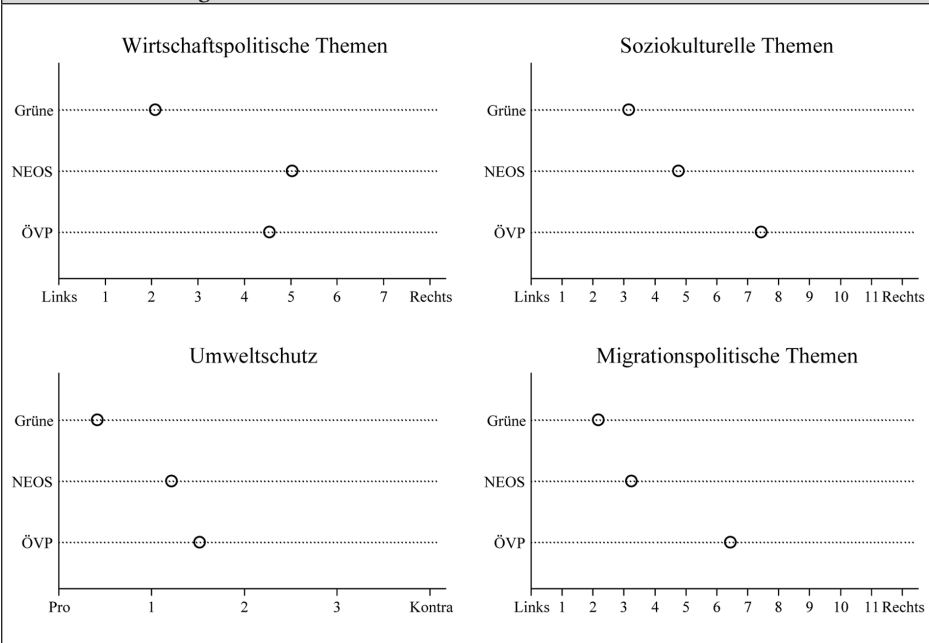 Wirtschaftspolitische Themen
Grüne
NEOS
ÖVP
Links 1 2 3 4 5 6 7 Rechts
Soziokulturelle Themen
Grüne
NEOS
ÖVP
Links 1 2 3 4 5 6 7 8 9 10 11 Rechts
Umweltschutz
Grüne
NEOS
ÖVP
Pro 1 2 3 Kontra
Migrationspolitische Themen
Grüne
NEOS
ÖVP
Links 1 2 3 4 5 6 7 8 9 10 11 Rechts